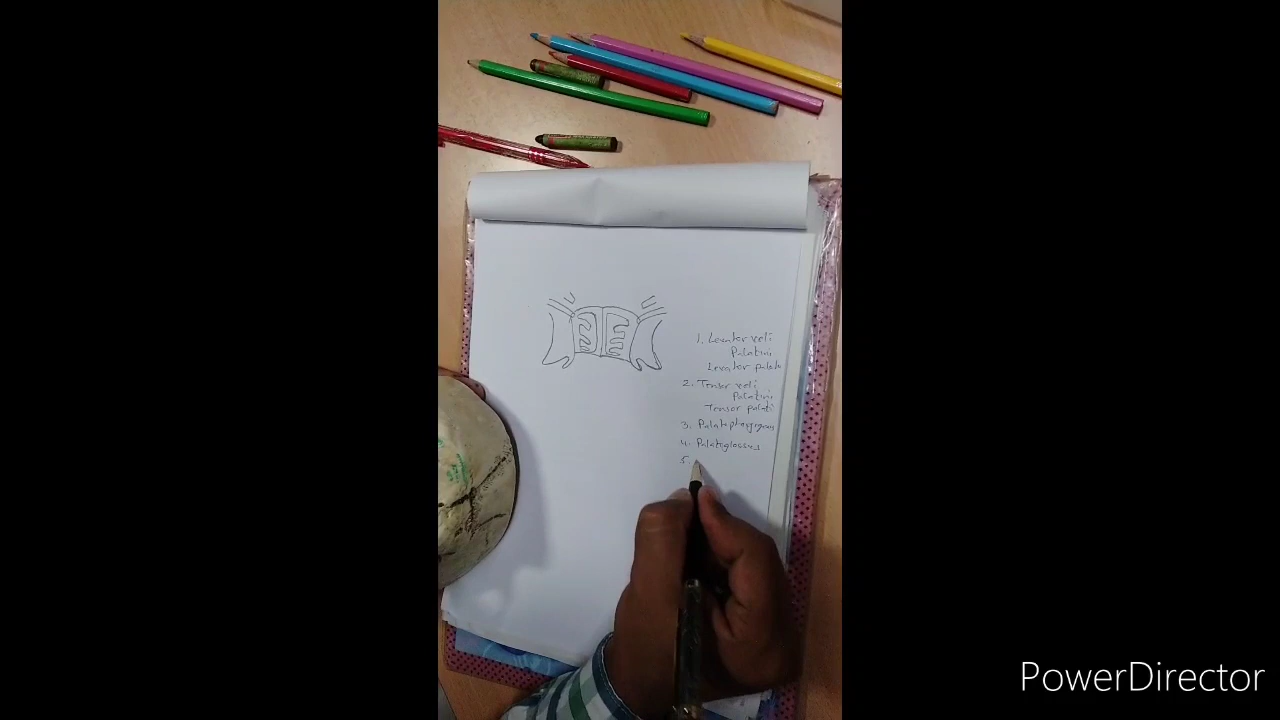 1. Levator veli
Palatini
Levator palati
2. Tensor veli
Palatini
Tensor palati
3. Palatopharyngeus
4. Palatoglossus
5.
PowerDirector